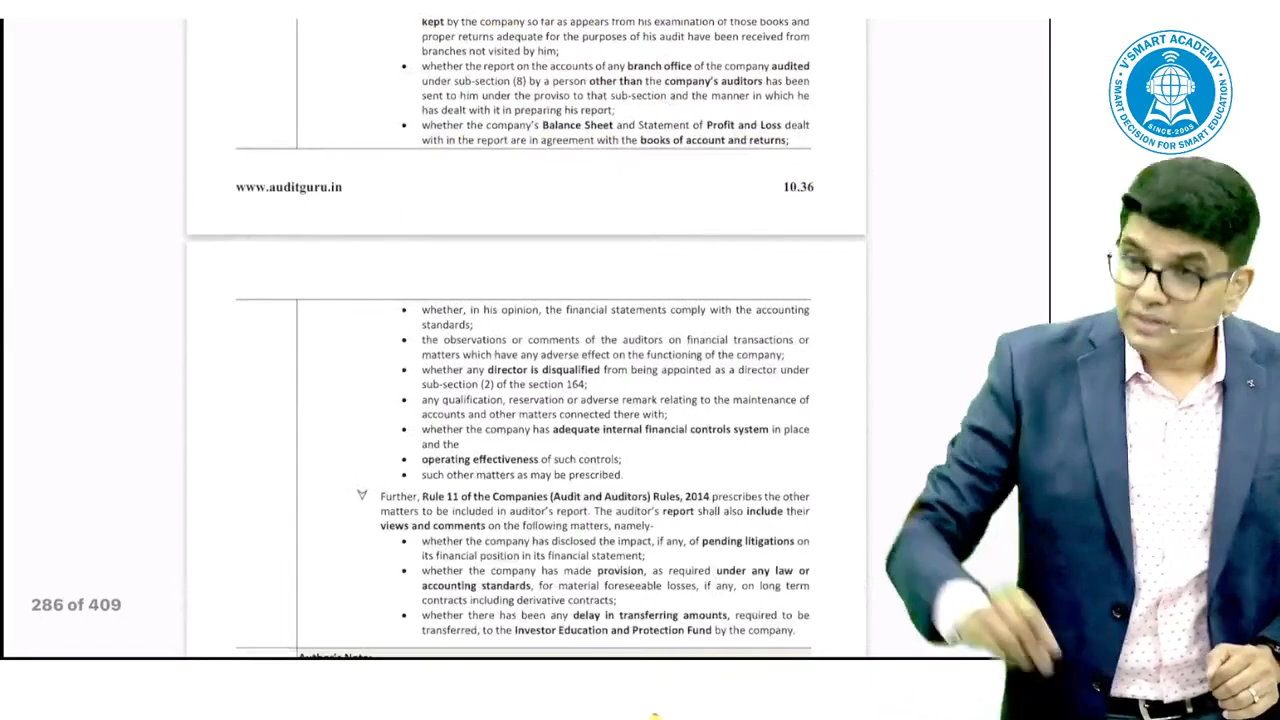 kept by the company so far as appears from his examination of those books and
proper returns adequate for the purposes of his audit have been received from
branches not visited by him;
• whether the report on the accounts of any branch office of the company audited
under sub-section (8) by a person other than the company's auditors has been
sent to him under the proviso to that sub-section and the manner in which he
has dealt with it in preparing his report;
• whether the company's Balance Sheet and Statement of Profit and Loss dealt
with in the report are in agreement with the books of account and returns;
www.auditguru.in 10.36
• whether, in his opinion, the financial statements comply with the accounting
standards;
• the observations or comments of the auditors on financial transactions or
matters which have any adverse effect on the functioning of the company;
• whether any director is disqualified from being appointed as a director under
sub-section (2) of the section 164;
• any qualification, reservation or adverse remark relating to the maintenance of
accounts and other matters connected there with;
• whether the company has adequate internal financial controls system in place
and the
• operating effectiveness of such controls;
• such other matters as may be prescribed.
Further, Rule 11 of the Companies (Audit and Auditors) Rules, 2014 prescribes the other
matters to be included in auditor's report. The auditor's report shall also include their
views and comments on the following matters, namely-
• whether the company has disclosed the impact, if any, of pending litigations on
its financial position in its financial statement;
• whether the company has made provision, as required under any law or
accounting standards, for material foreseeable losses, if any, on long term
contracts including derivative contracts;
• whether there has been any delay in transferring amounts, required to be
transferred, to the Investor Education and Protection Fund by the company.
286 of 409
Author's Note:
V'SMART ACADEMY
SINCE-2005
SMART DECISION FOR SMART EDUCATION